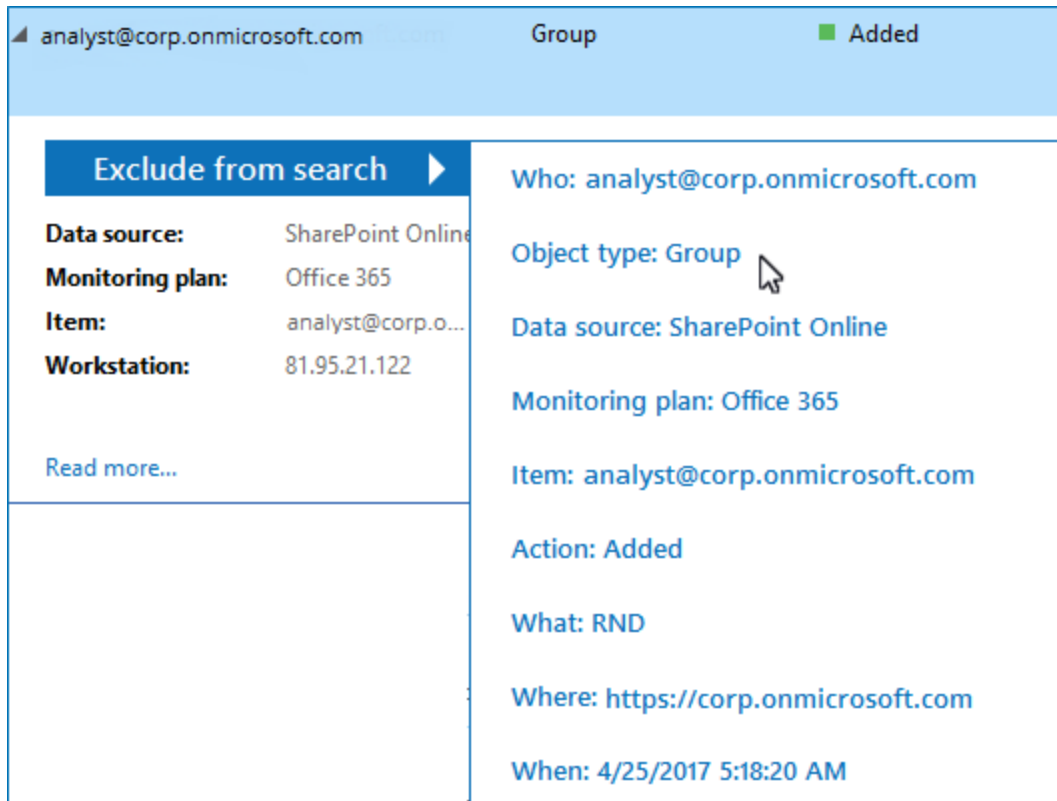 analyst@corp.onmicrosoft.com Group Added
Exclude from search
Data source: SharePoint Online
Monitoring plan: Office 365
Item: analyst@corp.o...
Workstation: 81.95.21.122
Read more...
Who: analyst@corp.onmicrosoft.com
Object type: Group
Data source: SharePoint Online
Monitoring plan: Office 365
Item: analyst@corp.onmicrosoft.com
Action: Added
What: RND
Where: https://corp.onmicrosoft.com
When: 4/25/2017 5:18:20 AM